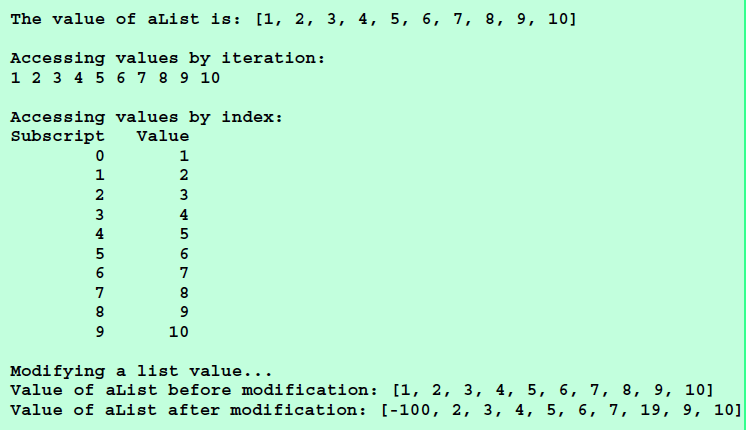 The value of aList is: [1, 2, 3, 4, 5, 6, 7, 8, 9, 10]
Accessing values by iteration:
1 2 3 4 5 6 7 8 9 10
Accessing values by index:
Subscript   Value
        0       1
        1       2
        2       3
        3       4
        4       5
        5       6
        6       7
        7       8
        8       9
        9      10
Modifying a list value...
Value of aList before modification: [1, 2, 3, 4, 5, 6, 7, 8, 9, 10]
Value of aList after modification: [-100, 2, 3, 4, 5, 6, 7, 19, 9, 10]